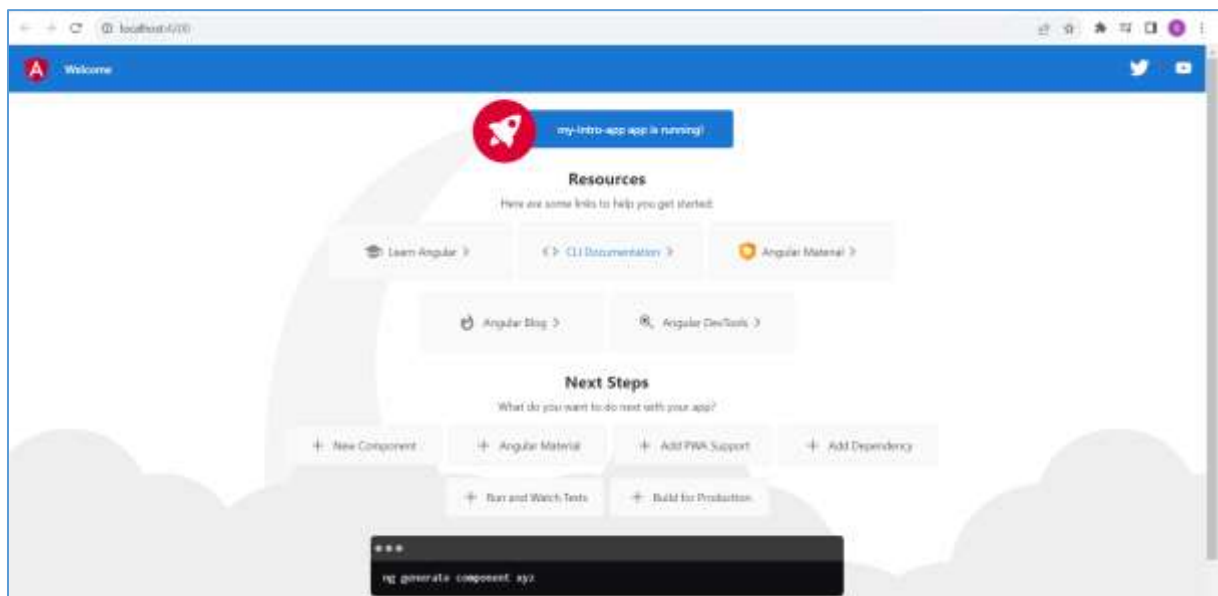 localhost:4200
Welcome
my-intro-app app is running!
Resources
Here are some links to help you get started:
Learn Angular
CLI Documentation
Angular Material
Angular Blog
Angular DevTools
Next Steps
What do you want to do next with your app?
New Component
Angular Material
Add PWA Support
Add Dependency
Run and Watch Tests
Build for Production
ng generate component xyz